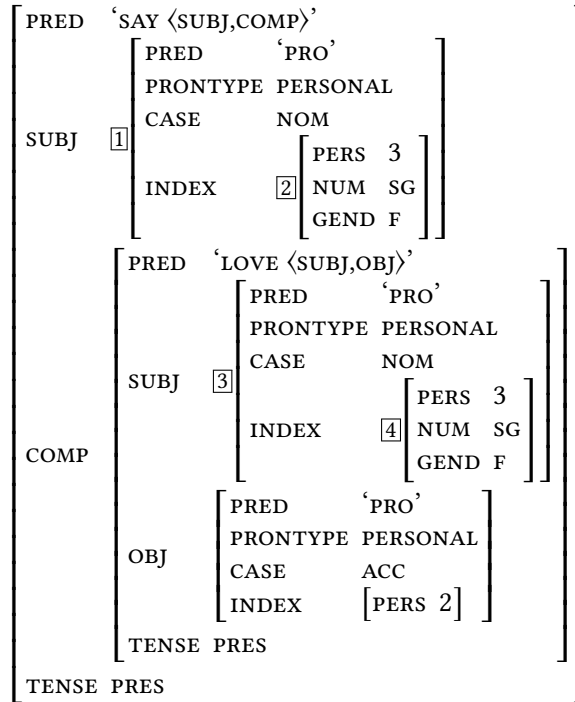 PRED ‘SAY ⟨SUBJ,COMP⟩’
PRED ‘PRO’
PRONTYPE PERSONAL
CASE NOM
SUBJ 1
PERS 3
INDEX 2 NUM SG
GEND F
PRED ‘LOVE ⟨SUBJ,OBJ⟩’
PRED ‘PRO’
PRONTYPE PERSONAL
CASE NOM
SUBJ 3
PERS 3
INDEX 4 NUM SG
GEND F
COMP
PRED ‘PRO’
PRONTYPE PERSONAL
OBJ
CASE ACC
INDEX [PERS 2]
TENSE PRES
TENSE PRES